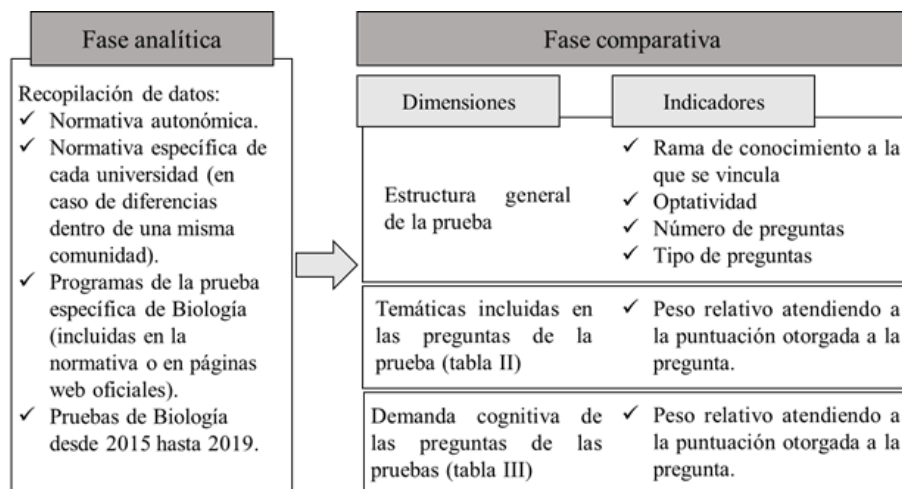 Fase analítica
Recopilación de datos:
✓ Normativa autonómica.
✓ Normativa específica de
cada universidad (en
caso de diferencias
dentro de una misma
comunidad).
✓ Programas de la prueba
específica de Biología
(incluidas en la
normativa o en páginas
web oficiales).
✓ Pruebas de Biología
desde 2015 hasta 2019.
Fase comparativa
Dimensiones
Indicadores
Estructura general
de la prueba
✓ Rama de conocimiento a la
que se vincula
✓ Optatividad
✓ Número de preguntas
✓ Tipo de preguntas
Temáticas incluidas en
las preguntas de la
prueba (tabla II)
✓ Peso relativo atendiendo a
la puntuación otorgada a la
pregunta.
Demanda cognitiva de
las preguntas de las
pruebas (tabla III)
✓ Peso relativo atendiendo a
la puntuación otorgada a la
pregunta.